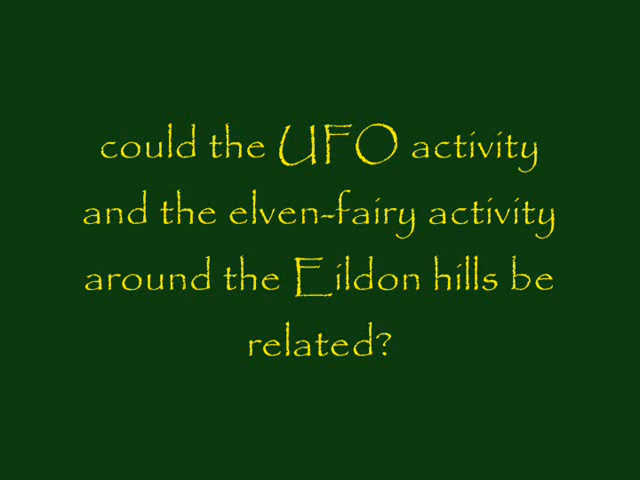 could the UFO activity
and the elven-fairy activity
around the Eildon hills be
related?